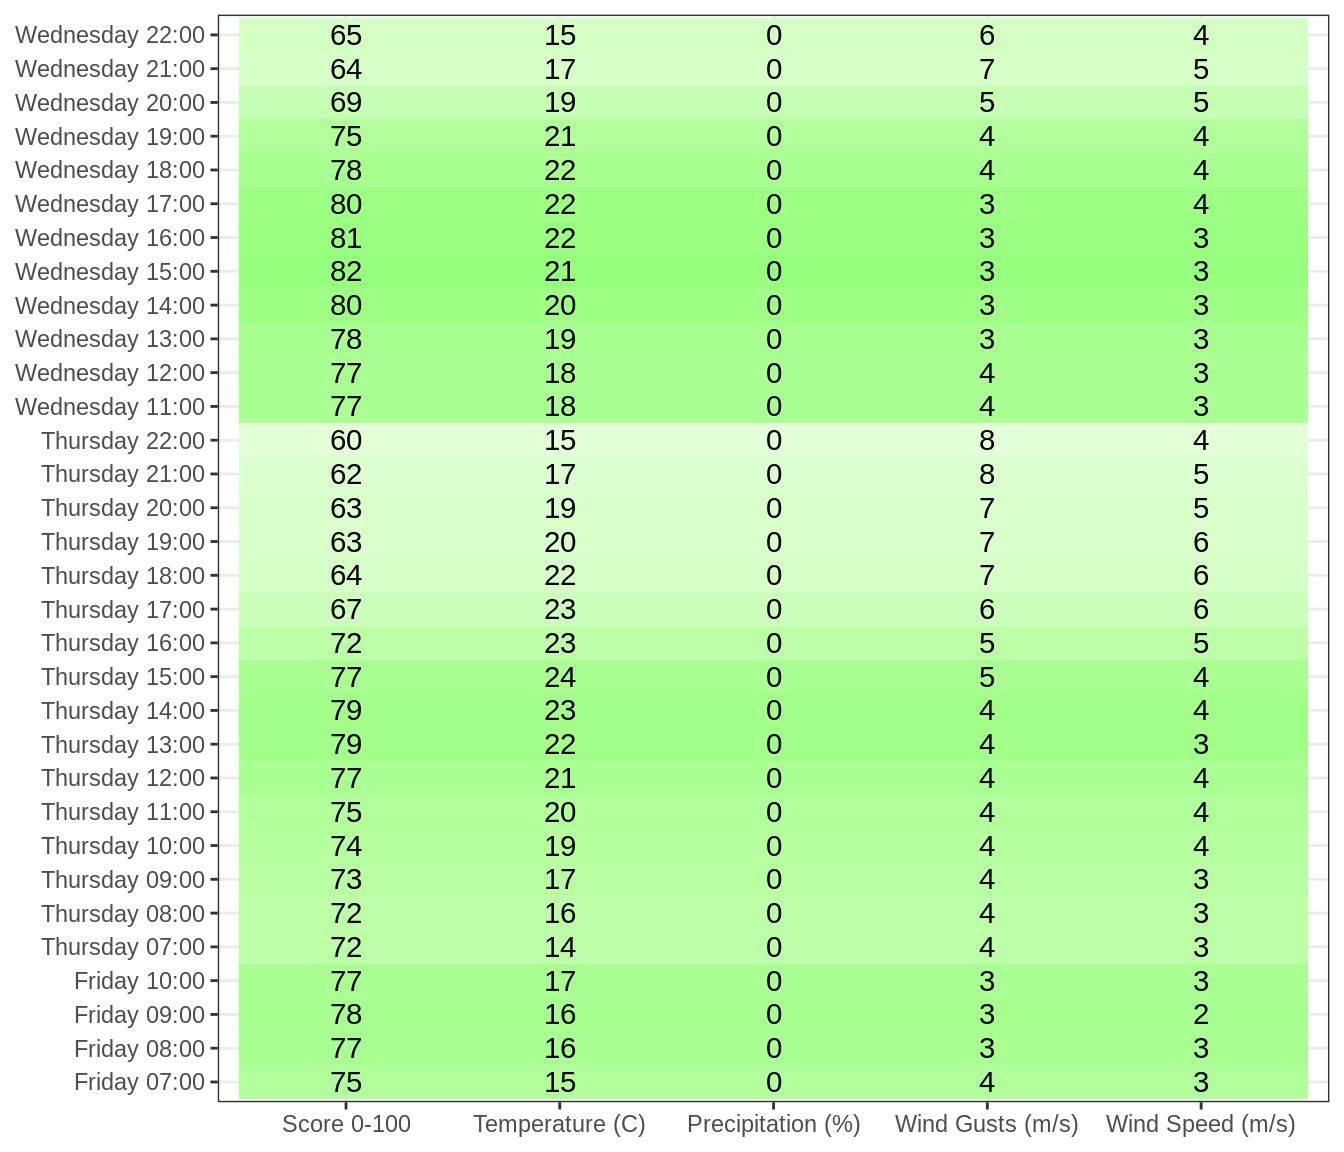 Wednesday 22:00 65 15 0 6 4
Wednesday 21:00 64 17 0 7 5
Wednesday 20:00 69 19 0 5 5
Wednesday 19:00 75 21 0 4 4
Wednesday 18:00 78 22 0 4 4
Wednesday 17:00 80 22 0 3 4
Wednesday 16:00 81 22 0 3 3
Wednesday 15:00 82 21 0 3 3
Wednesday 14:00 80 20 0 3 3
Wednesday 13:00 78 19 0 3 3
Wednesday 12:00 77 18 0 4 3
Wednesday 11:00 77 18 0 4 3
Thursday 22:00 60 15 0 8 4
Thursday 21:00 62 17 0 8 5
Thursday 20:00 63 19 0 7 5
Thursday 19:00 63 20 0 7 6
Thursday 18:00 64 22 0 7 6
Thursday 17:00 67 23 0 6 6
Thursday 16:00 72 23 0 5 5
Thursday 15:00 77 24 0 5 4
Thursday 14:00 79 23 0 4 4
Thursday 13:00 79 22 0 4 3
Thursday 12:00 77 21 0 4 4
Thursday 11:00 75 20 0 4 4
Thursday 10:00 74 19 0 4 4
Thursday 09:00 73 17 0 4 3
Thursday 08:00 72 16 0 4 3
Thursday 07:00 72 14 0 4 3
Friday 10:00 77 17 0 3 3
Friday 09:00 78 16 0 3 2
Friday 08:00 77 16 0 3 3
Friday 07:00 75 15 0 4 3
Score 0-100 Temperature (C) Precipitation (%) Wind Gusts (m/s) Wind Speed (m/s)